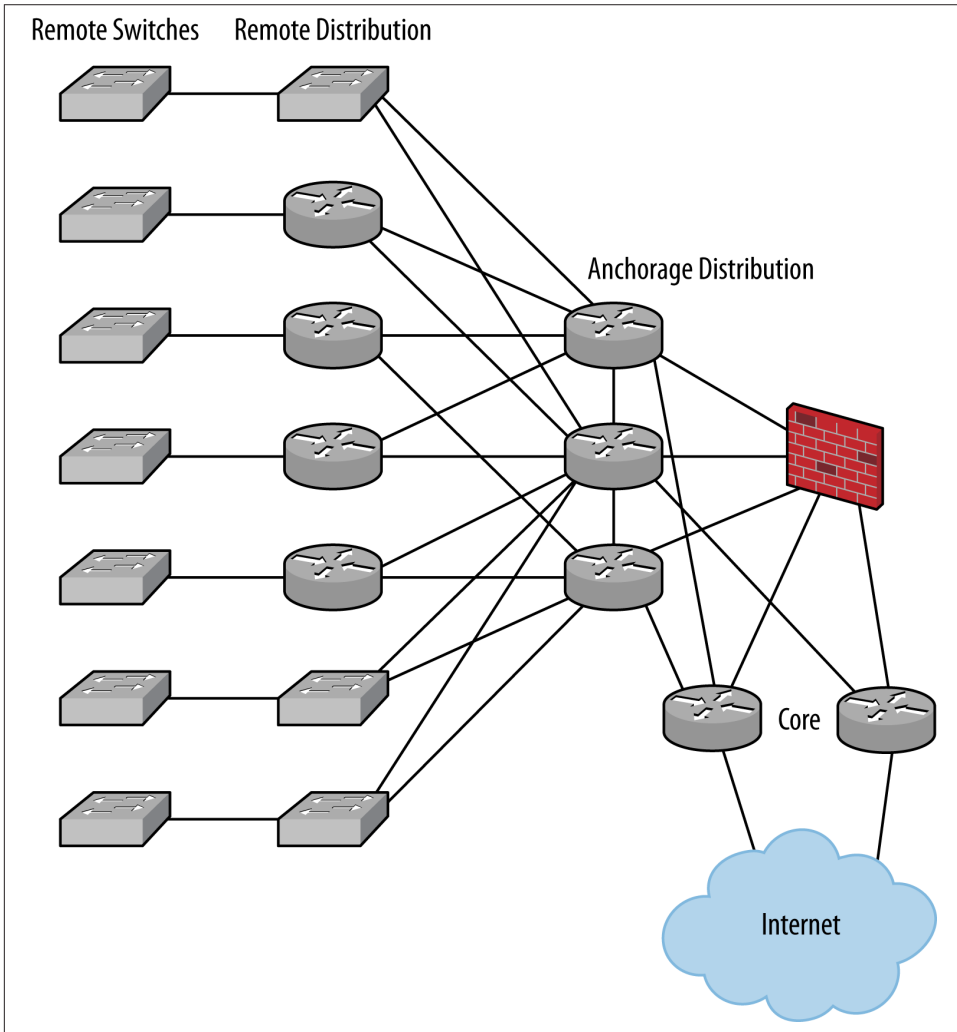 Remote Switches
Remote Distribution
Anchorage Distribution
Core
Internet